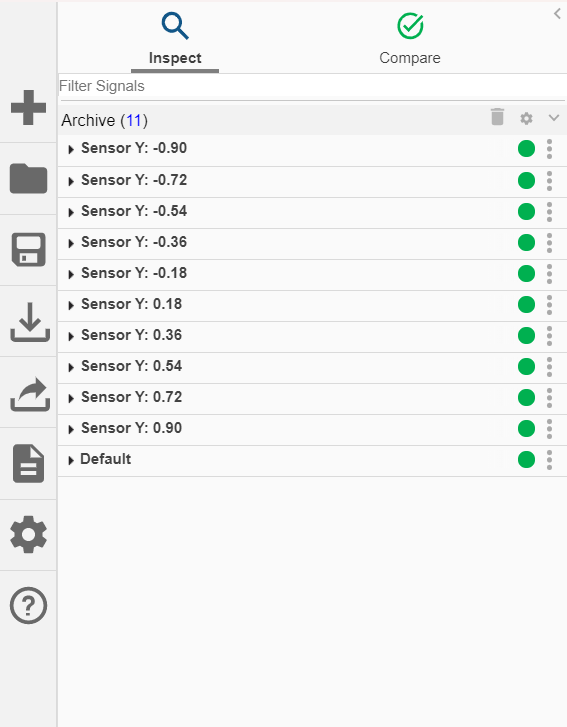 Inspect
Compare
Filter Signals
Archive (11)
Sensor Y: -0.90
Sensor Y: -0.72
Sensor Y: -0.54
Sensor Y: -0.36
Sensor Y: -0.18
Sensor Y: 0.18
Sensor Y: 0.36
Sensor Y: 0.54
Sensor Y: 0.72
Sensor Y: 0.90
Default